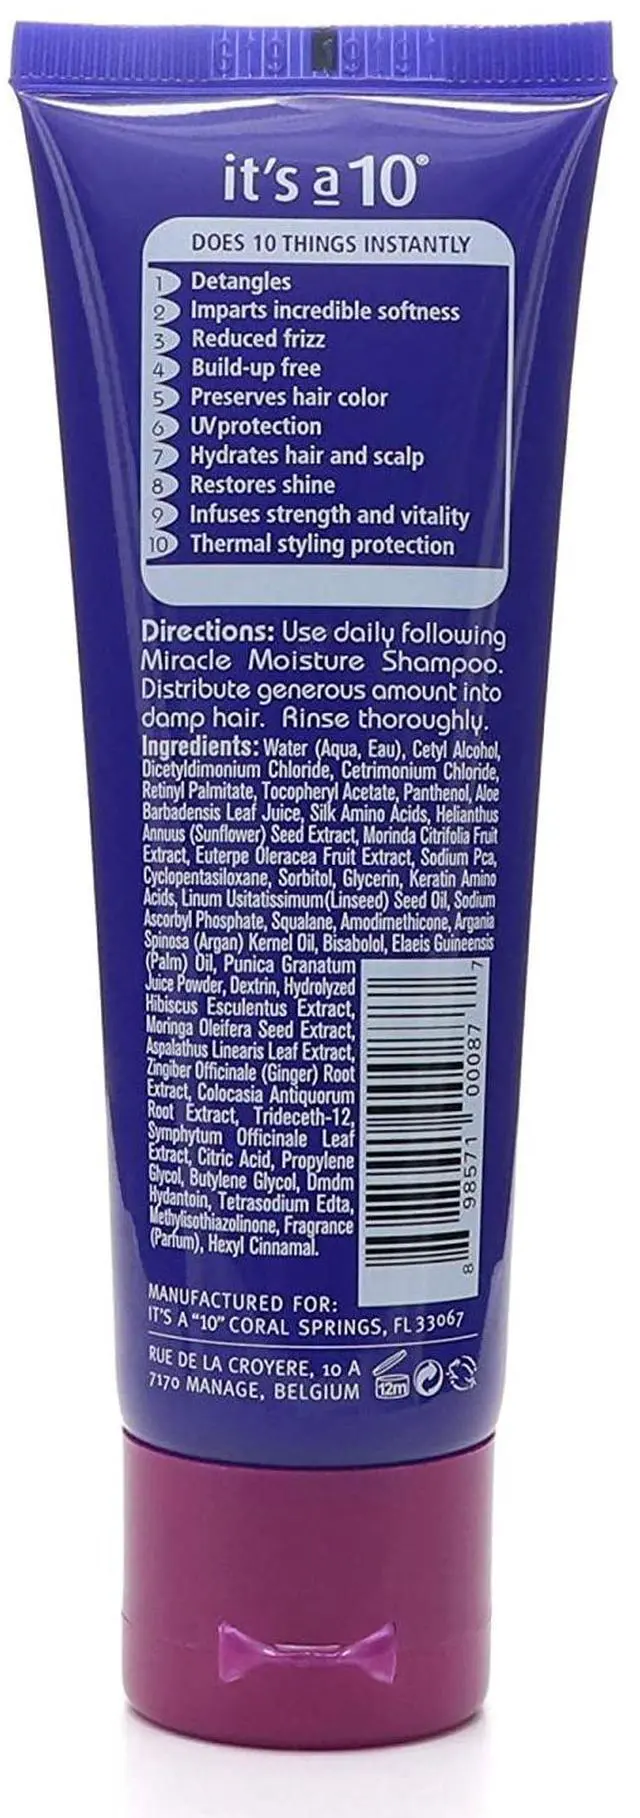 it's a 10®
DOES 10 THINGS INSTANTLY
1 Detangles
2 Imparts incredible softness
3 Reduced frizz
4 Build-up free
5 Preserves hair color
6 UVprotection
7 Hydrates hair and scalp
8 Restores shine
9 Infuses strength and vitality
10 Thermal styling protection
Directions: Use daily following
Miracle Moisture Shampoo.
Distribute generous amount into
damp hair. Rinse thoroughly.
Ingredients: Water (Aqua, Eau), Cetyl Alcohol,
Dicetyldimonium Chloride, Cetrimonium Chloride,
Retinyl Palmitate, Tocopheryl Acetate, Panthenol, Aloe
Barbadensis Leaf Juice, Silk Amino Acids, Helianthus
Annuus (Sunflower) Seed Extract, Morinda Citrifolia Fruit
Extract, Euterpe Oleracea Fruit Extract, Sodium Pca,
Cyclopentasiloxane, Sorbitol, Glycerin, Keratin Amino
Acids, Linum Usitatissimum(Linseed) Seed Oil, Sodium
Ascorbyl Phosphate, Squalane, Amodimethicone, Argania
Spinosa (Argan) Kernel Oil, Bisabolol, Elaeis Guineensis
(Palm) Oil, Punica Granatum
Juice Powder, Dextrin, Hydrolyzed
Hibiscus Esculentus Extract,
Moringa Oleifera Seed Extract,
Aspalathus Linearis Leaf Extract,
Zingiber Officinale (Ginger) Root
Extract, Colocasia Antiquorum
Root Extract, Trideceth-12,
Symphytum Officinale Leaf
Extract, Citric Acid, Propylene
Glycol, Butylene Glycol, Dmdm
Hydantoin, Tetrasodium Edta,
Methylisothiazolinone, Fragrance
(Parfum), Hexyl Cinnamal.
8 98571 00087 7
MANUFACTURED FOR:
IT'S A "10" CORAL SPRINGS, FL 33067
RUE DE LA CROYERE, 10 A
7170 MANAGE, BELGIUM
12m